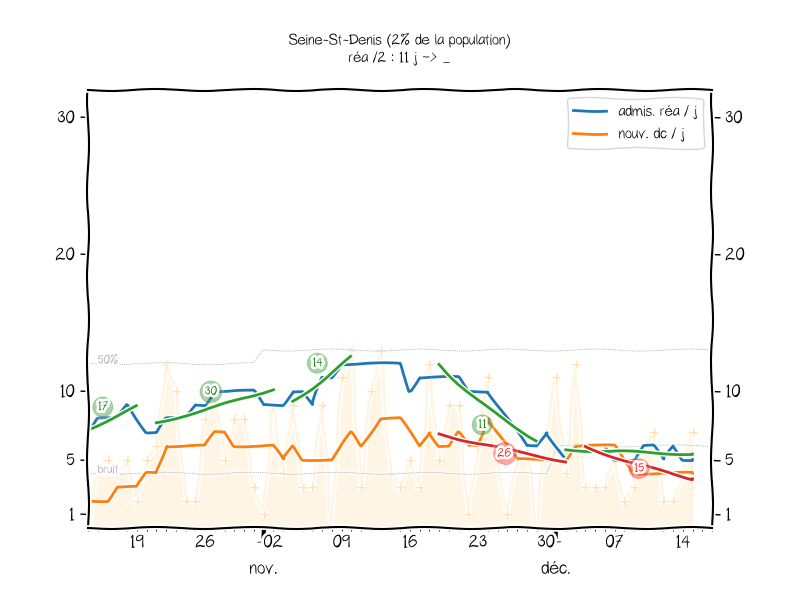 Seine-St-Denis (2% de la population)
réa /2 : 11 j -> _
admis. réa / j
nouv. dc / j
30
30
20
20
50%
14
30
10
10
17
11
26
15
5
5
bruit
1
1
19 26 02 09 16 23 30 07 14
nov. déc.